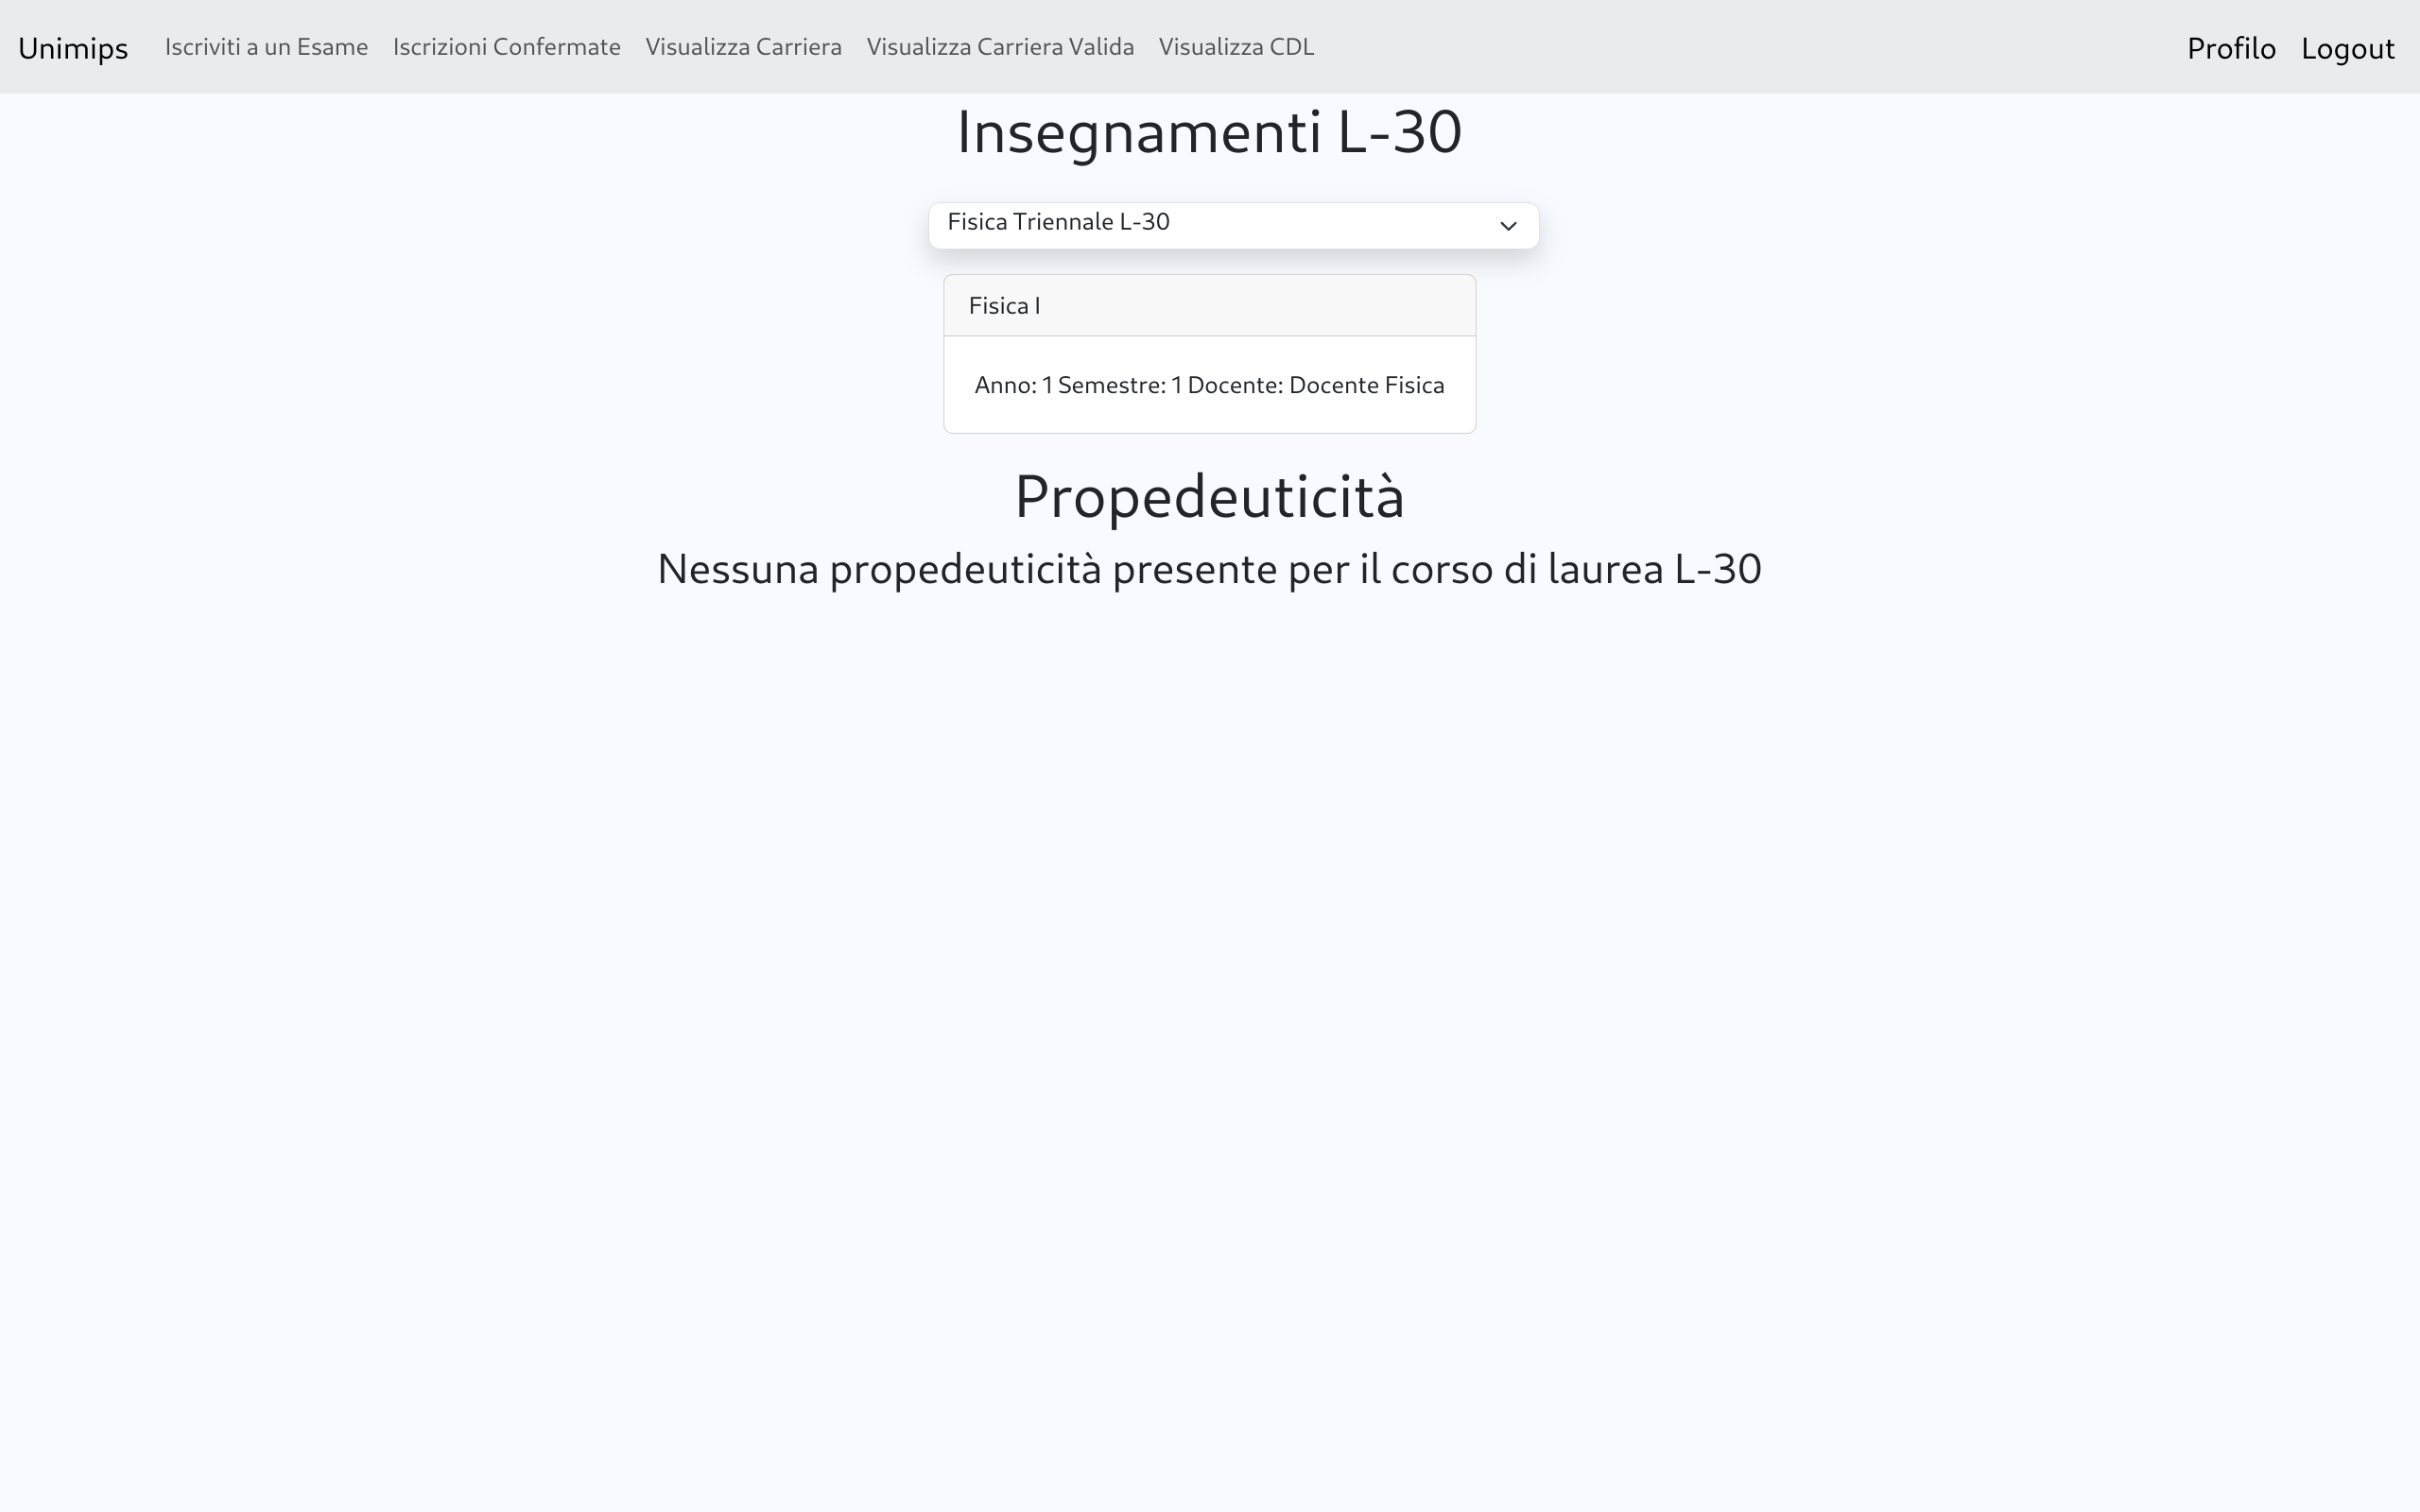 Unimips Iscriviti a un Esame Iscrizioni Confermate Visualizza Carriera Visualizza Carriera Valida Visualizza CDL Profilo Logout
Insegnamenti L-30
Fisica Triennale L-30
Fisica I
Anno: 1 Semestre: 1 Docente: Docente Fisica
Propedeuticità
Nessuna propedeuticità presente per il corso di laurea L-30